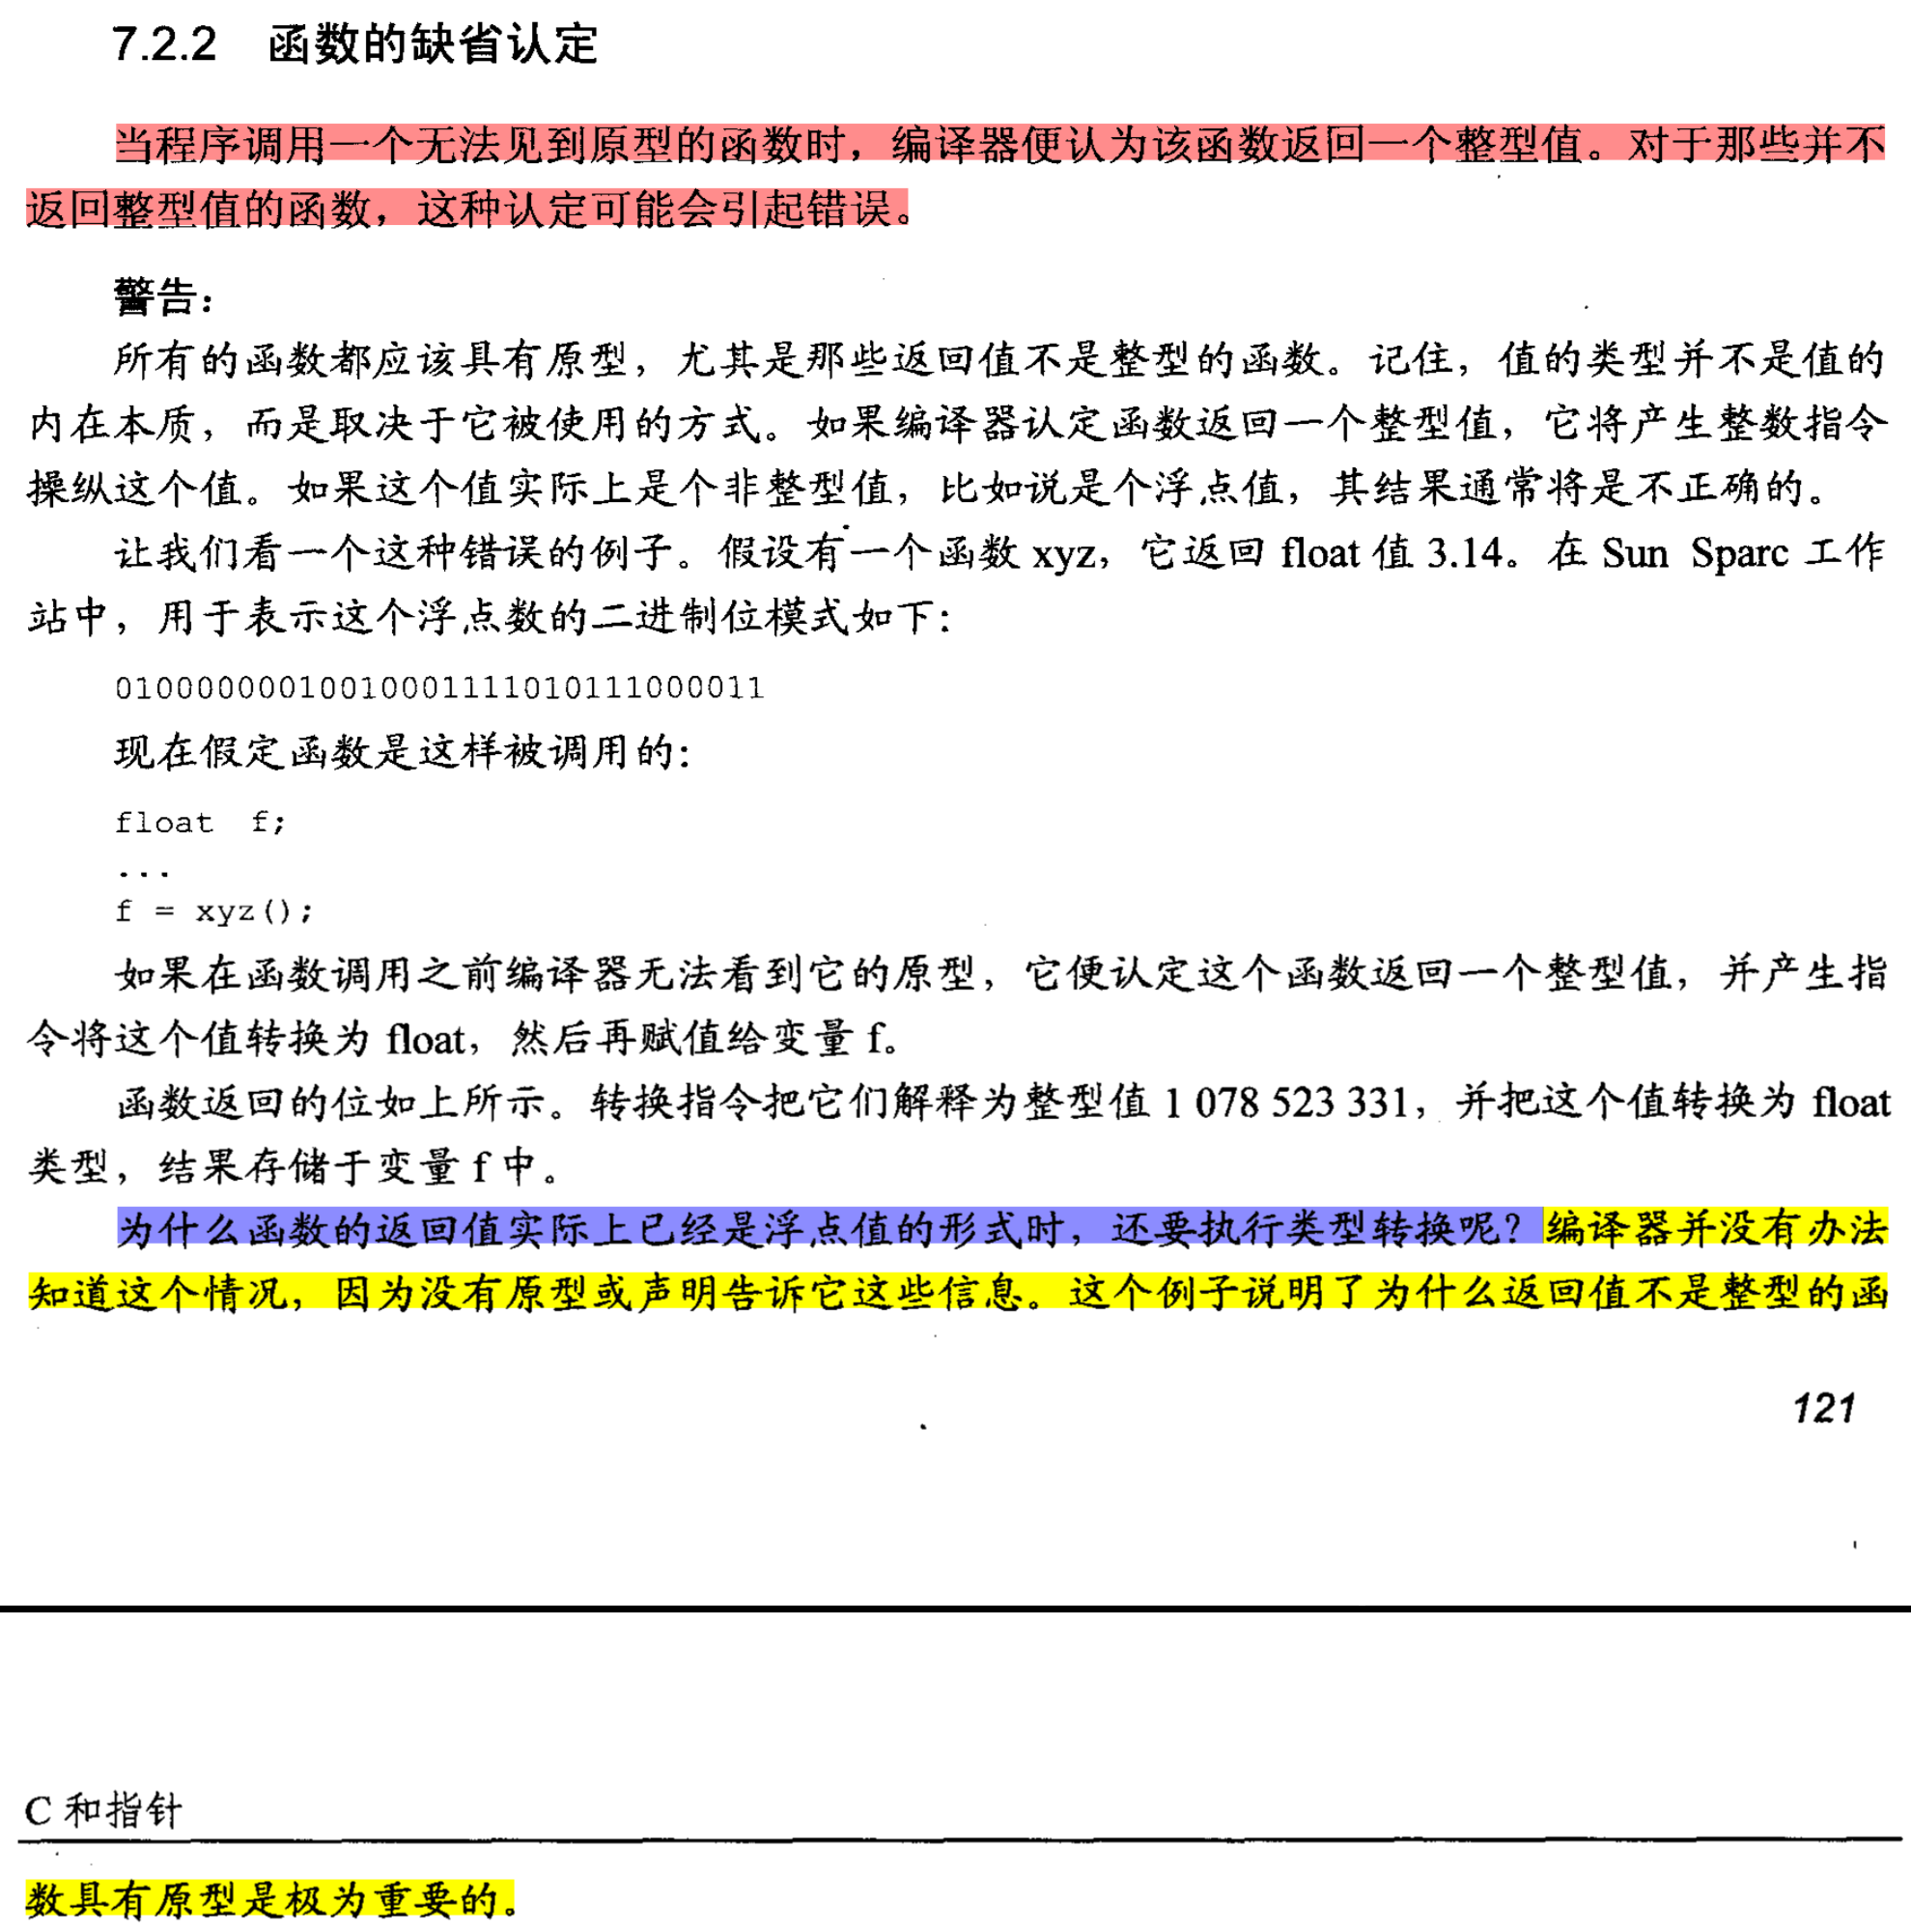 7.2.2 函数的缺省认定
当程序调用一个无法见到原型的函数时，编译器便认为该函数返回一个整型值。对于那些并不
返回整型值的函数，这种认定可能会引起错误。
警告：
所有的函数都应该具有原型，尤其是那些返回值不是整型的函数。记住，值的类型并不是值的
内在本质，而是取决于它被使用的方式。如果编译器认定函数返回一个整型值，它将产生整数指令
操纵这个值。如果这个值实际上是个非整型值，比如说是个浮点值，其结果通常将是不正确的。
让我们看一个这种错误的例子。假设有一个函数 xyz，它返回 float 值 3.14。在 Sun Sparc 工作
站中，用于表示这个浮点数的二进制位模式如下：
01000000010010001111010111000011
现在假定函数是这样被调用的：
float f;
...
f = xyz();
如果在函数调用之前编译器无法看到它的原型，它便认定这个函数返回一个整型值，并产生指
令将这个值转换为 float，然后再赋值给变量 f。
函数返回的位如上所示。转换指令把它们解释为整型值 1 078 523 331，并把这个值转换为 float
类型，结果存储于变量 f 中。
为什么函数的返回值实际上已经是浮点值的形式时，还要执行类型转换呢？编译器并没有办法
知道这个情况，因为没有原型或声明告诉它这些信息。这个例子说明了为什么返回值不是整型的函
121
C 和指针
数具有原型是极为重要的。